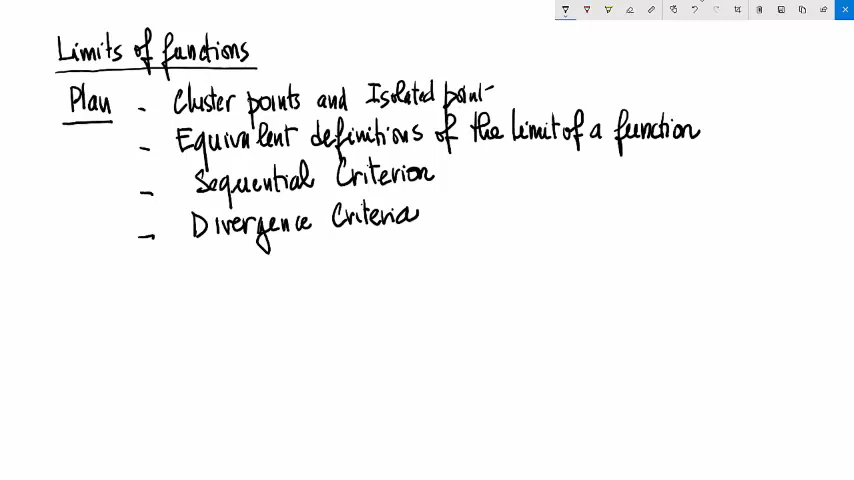 Limits of functions
Plan - Cluster points and Isolated point
- Equivalent definitions of the limit of a function
- Sequential Criterion
- Divergence Criteria